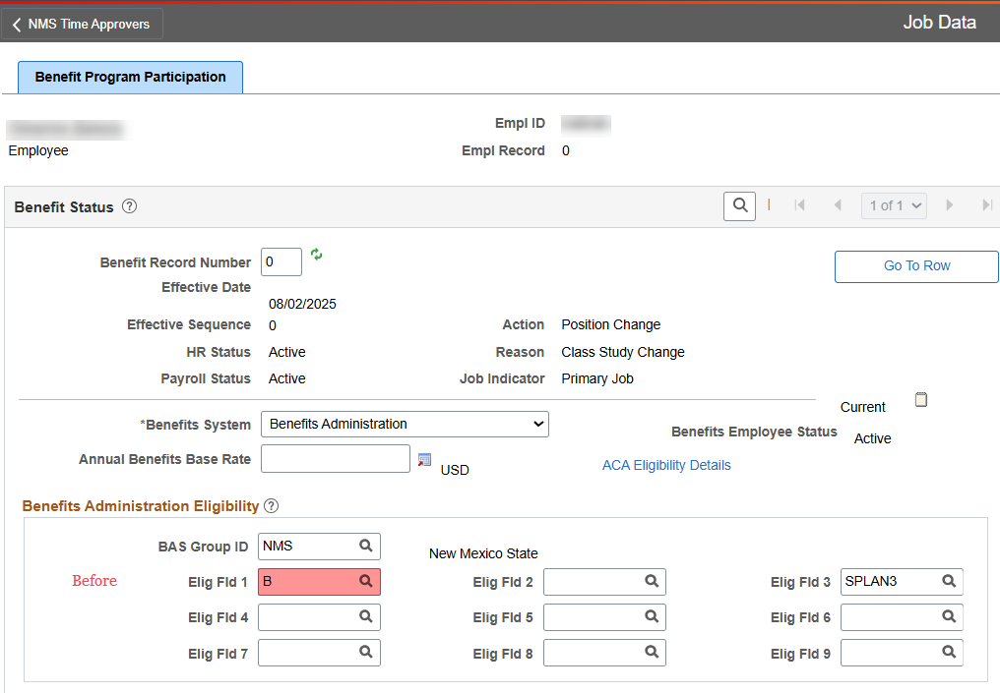 NMS Time Approvers
Job Data
Benefit Program Participation
Empl ID
Employee
Empl Record 0
Benefit Status ?
1 of 1
Benefit Record Number 0
Go To Row
Effective Date
08/02/2025
Effective Sequence 0 Action Position Change
HR Status Active Reason Class Study Change
Payroll Status Active Job Indicator Primary Job
Current
*Benefits System Benefits Administration
Benefits Employee Status Active
Annual Benefits Base Rate USD
ACA Eligibility Details
Benefits Administration Eligibility ?
BAS Group ID NMS New Mexico State
Before Elig Fld 1 B Elig Fld 2 Elig Fld 3 SPLAN3
Elig Fld 4 Elig Fld 5 Elig Fld 6
Elig Fld 7 Elig Fld 8 Elig Fld 9